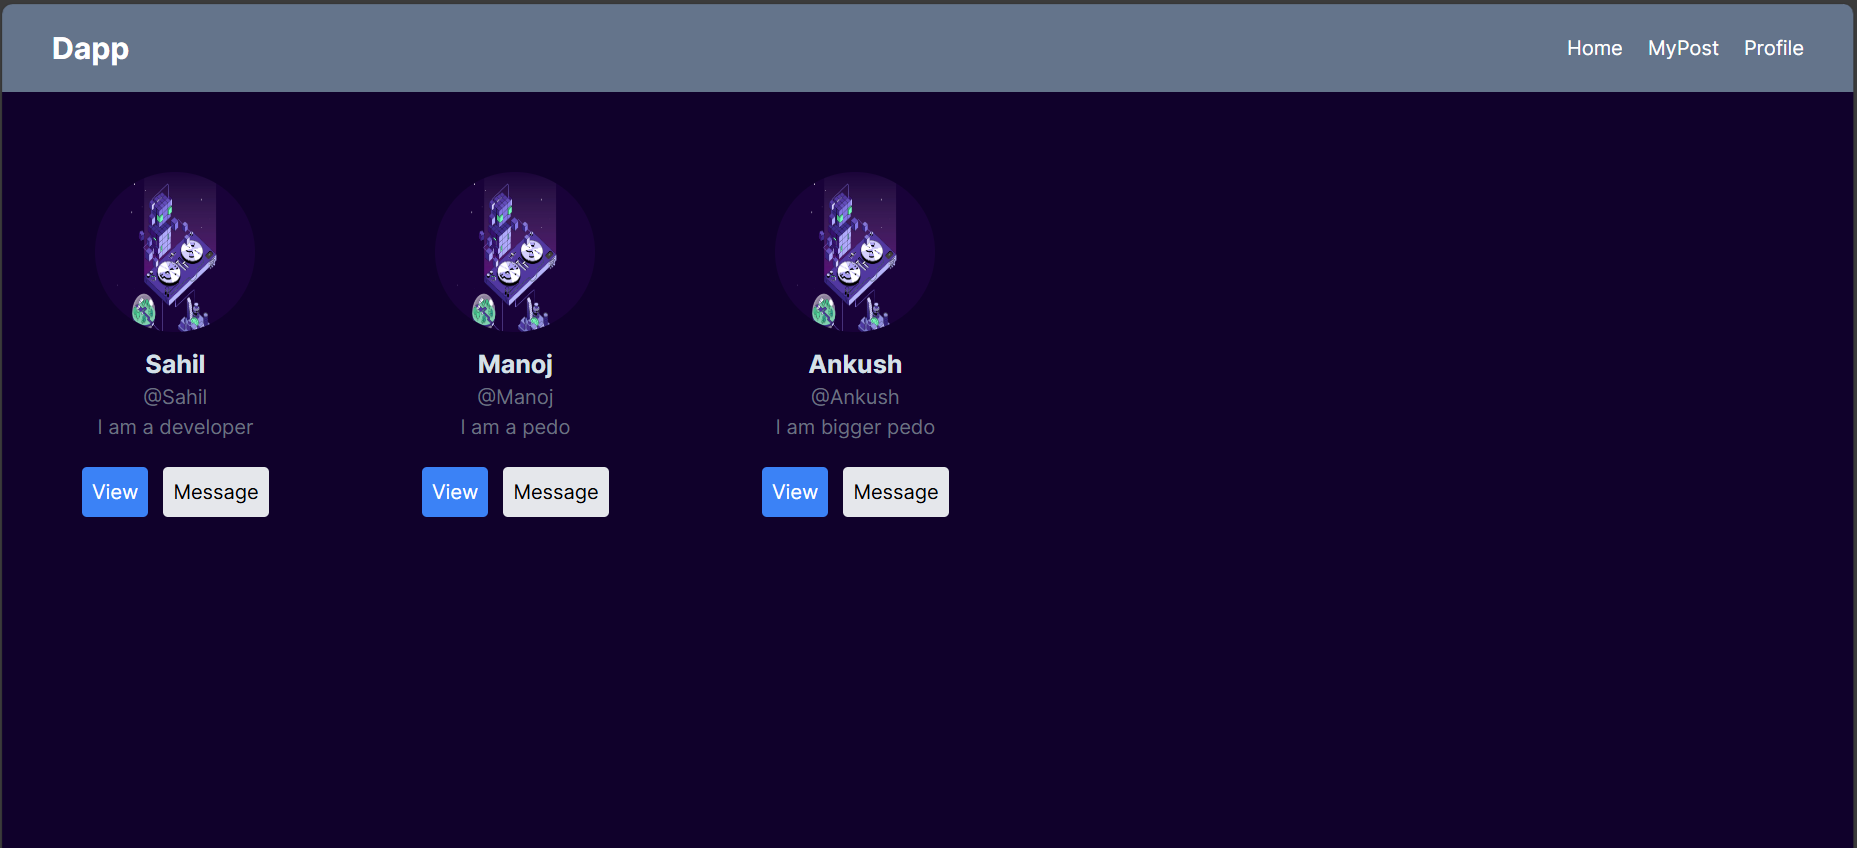 Dapp
Home MyPost Profile
Sahil
@Sahil
I am a developer
View Message
Manoj
@Manoj
I am a pedo
View Message
Ankush
@Ankush
I am bigger pedo
View Message